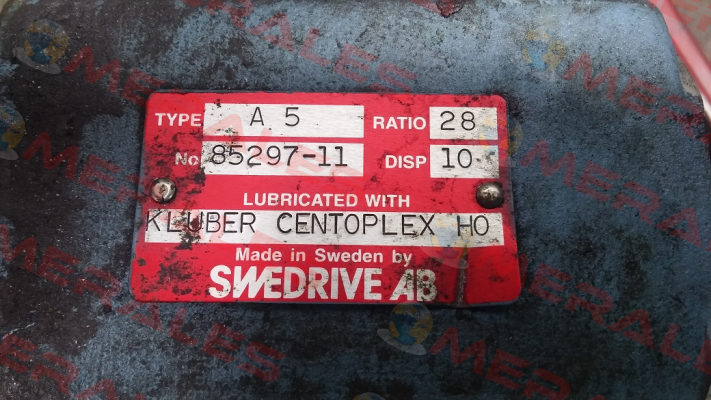 TYPE A 5 RATIO 28
No. 85297-11 DISP 10
LUBRICATED WITH
KLUBER CENTOPLEX HO
Made in Sweden by
SWEDRIVE AB
MERALES